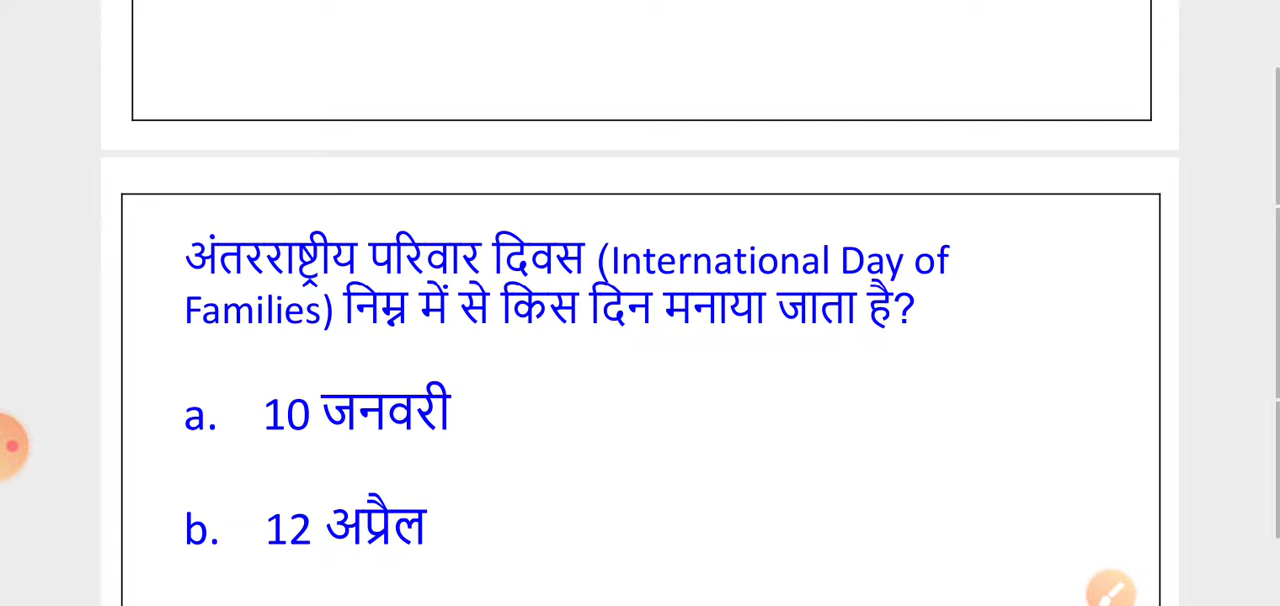 अंतरराष्ट्रीय परिवार दिवस (International Day of
Families) निम्न में से किस दिन मनाया जाता है?
a. 10 जनवरी
b. 12 अप्रैल